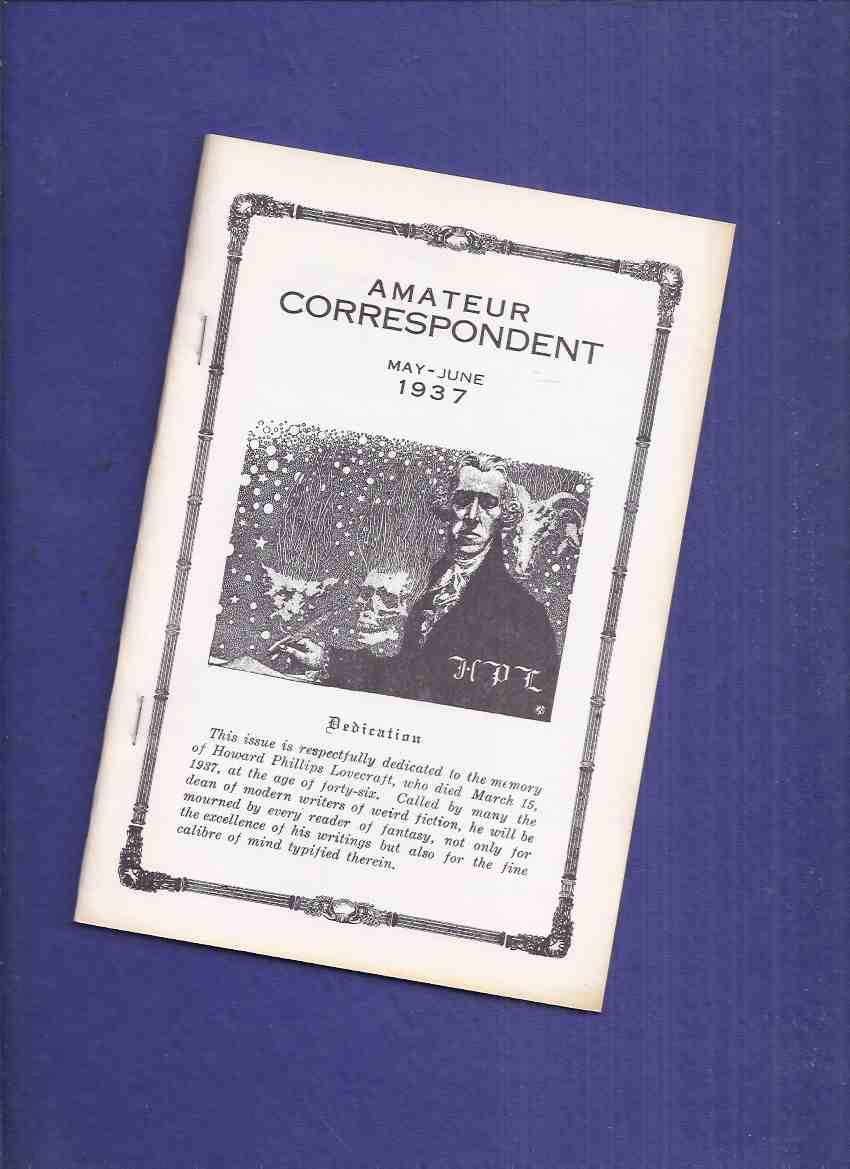 AMATEUR
CORRESPONDENT
MAY-JUNE
1937
HPL
Dedication
This issue is respectfully dedicated to the memory
of Howard Phillips Lovecraft, who died March 15,
1937, at the age of forty-six. Called by many the
dean of modern writers of weird fiction, he will be
mourned by every reader of fantasy, not only for
the excellence of his writings but also for the fine
calibre of mind typified therein.